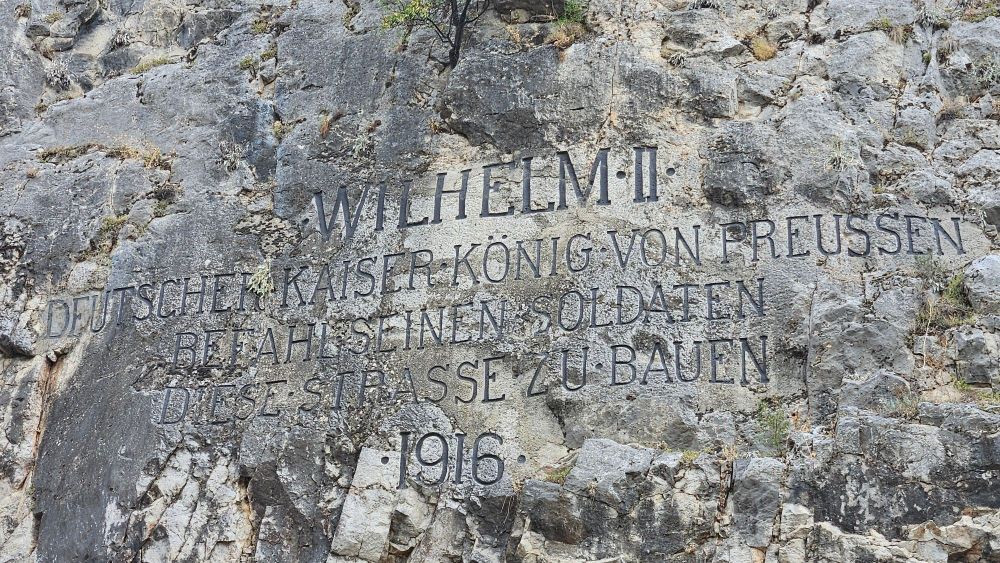 ·WILHELM·II·
DEUTSCHER·KAISER·KÖNIG·VON·PREUSSEN
BEFAHL·SEINEN·SOLDATEN
DIESE·STRASSE·ZU·BAUEN
·1916·